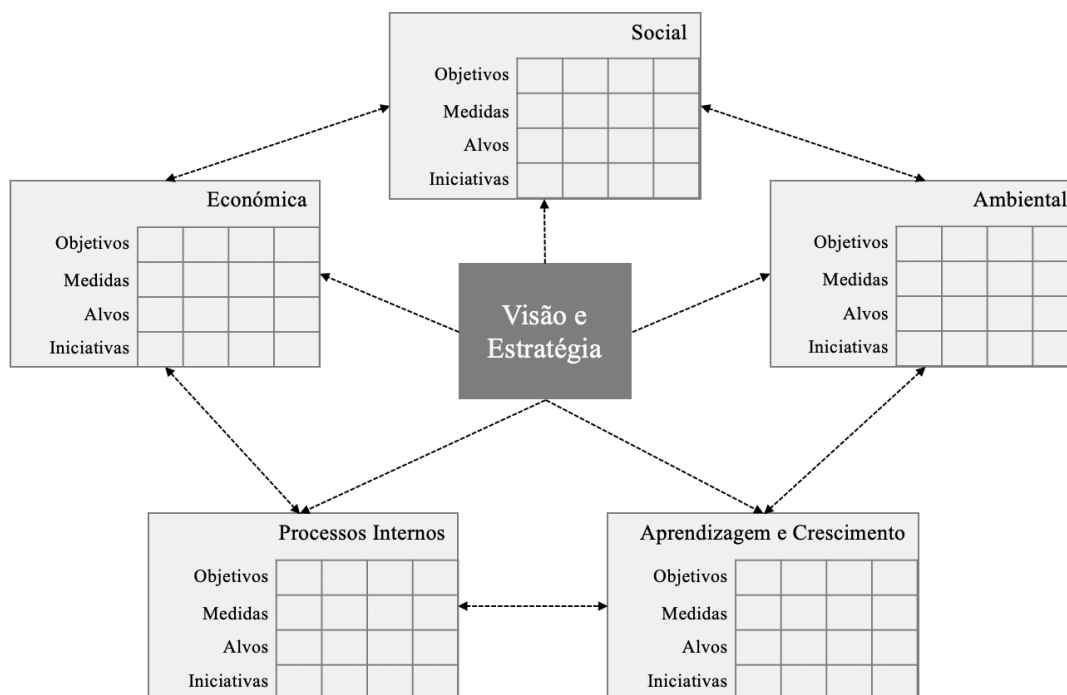 Social
Objetivos
Medidas
Alvos
Iniciativas
Económica
Objetivos
Medidas
Alvos
Iniciativas
Ambiental
Objetivos
Medidas
Alvos
Iniciativas
Visão e
Estratégia
Processos Internos
Objetivos
Medidas
Alvos
Iniciativas
Aprendizagem e Crescimento
Objetivos
Medidas
Alvos
Iniciativas